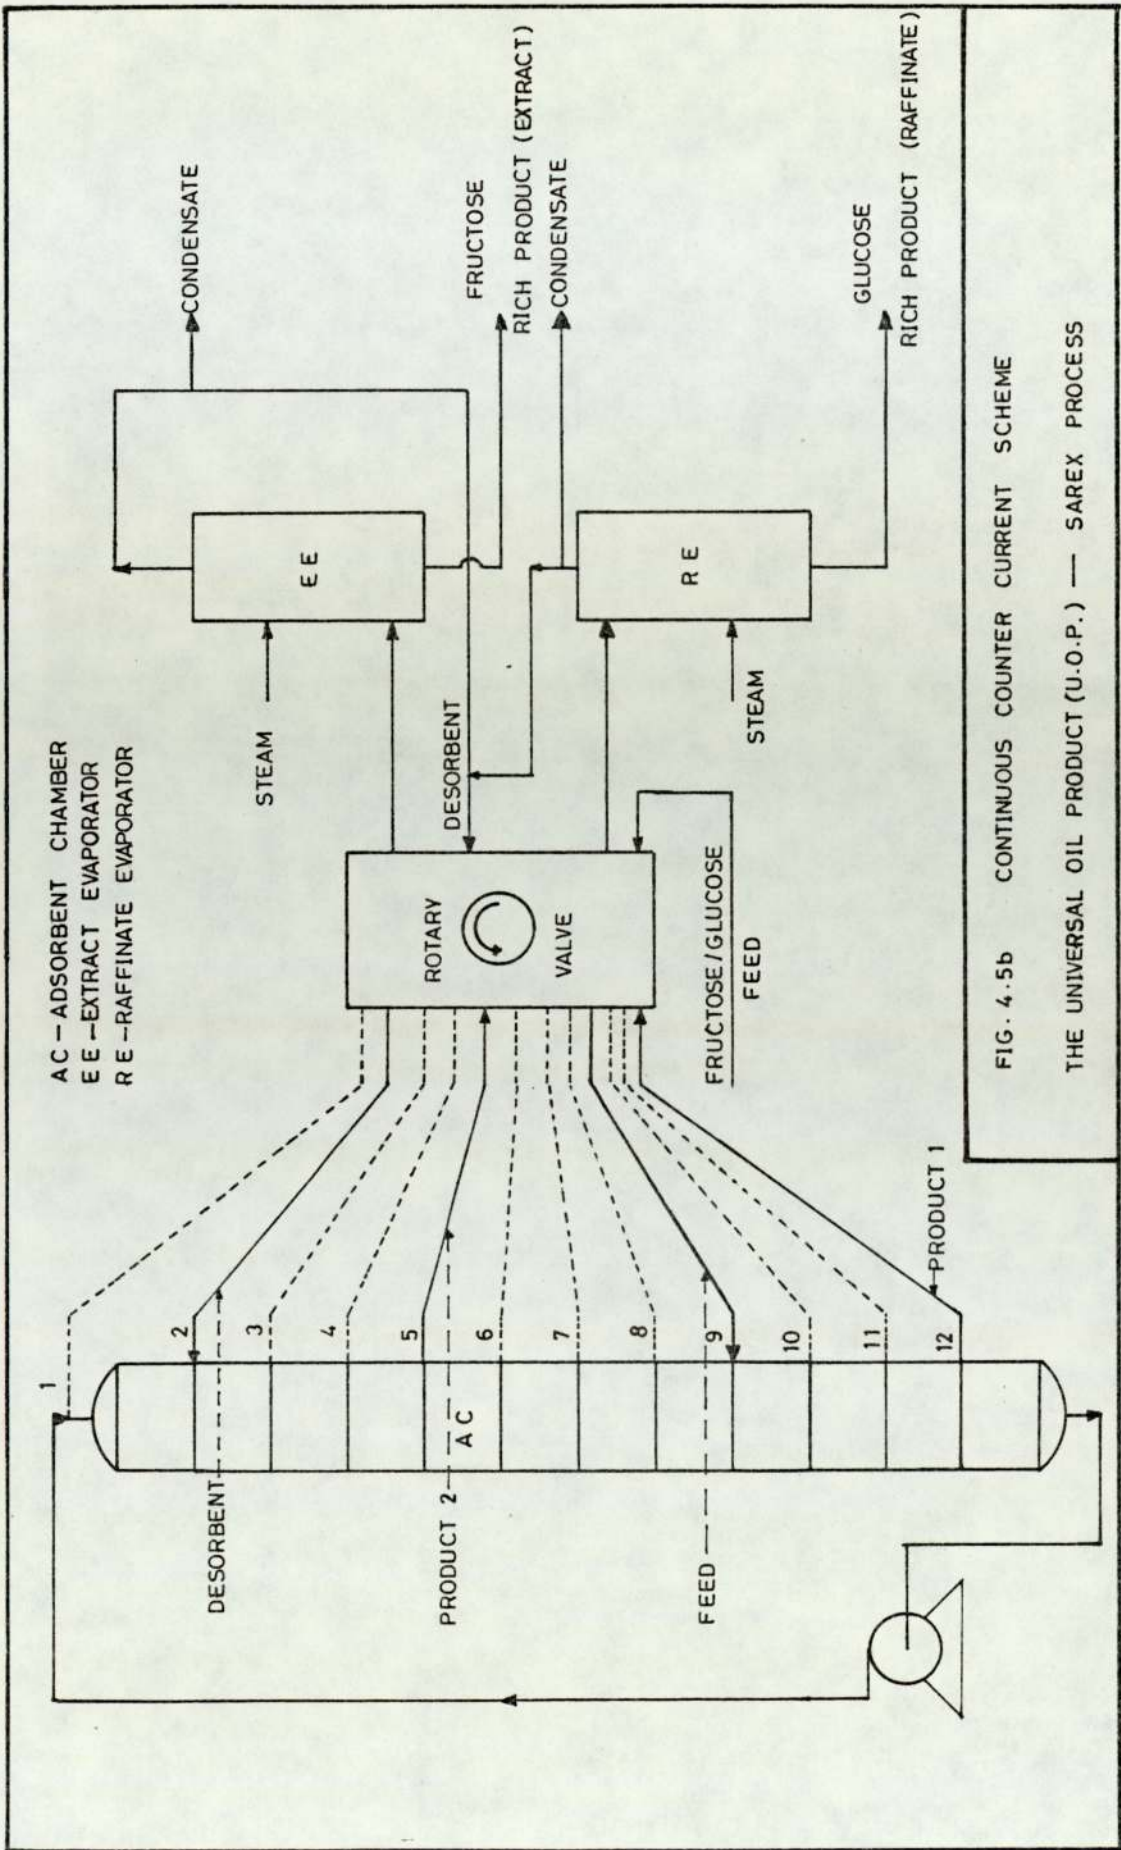 AC — ADSORBENT CHAMBER
EE — EXTRACT EVAPORATOR
RE — RAFFINATE EVAPORATOR
1
2
3
4
5
6
7
8
9
10
11
12
DESORBENT
PRODUCT 2
AC
FEED
PRODUCT 1
ROTARY
VALVE
FRUCTOSE/GLUCOSE
FEED
DESORBENT
STEAM
EE
STEAM
RE
CONDENSATE
FRUCTOSE
RICH PRODUCT (EXTRACT)
CONDENSATE
GLUCOSE
RICH PRODUCT (RAFFINATE)
FIG. 4.5b CONTINUOUS COUNTER CURRENT SCHEME
THE UNIVERSAL OIL PRODUCT (U.O.P.) — SAREX PROCESS